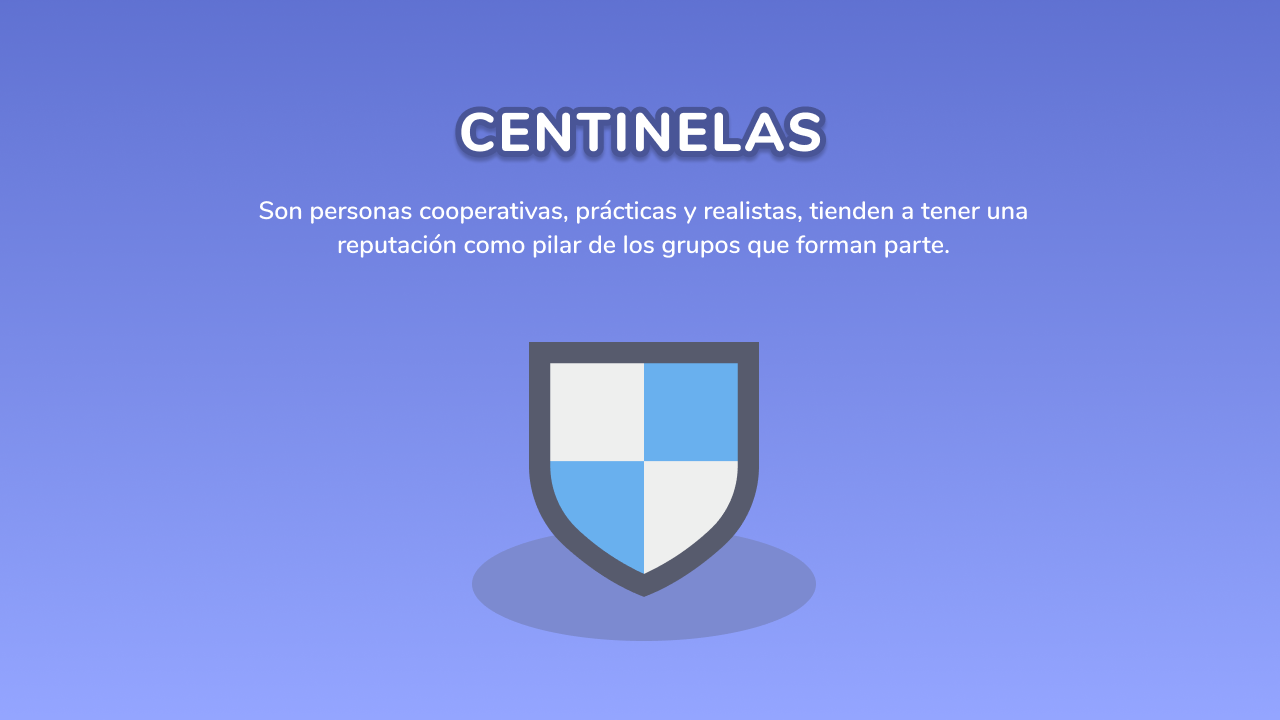 CENTINELAS
Son personas cooperativas, prácticas y realistas, tienden a tener una
reputación como pilar de los grupos que forman parte.